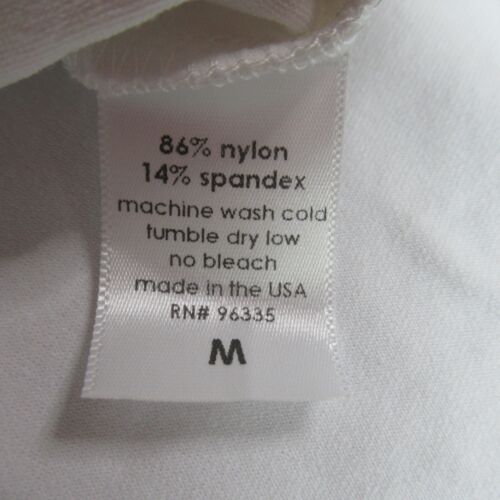 86% nylon
14% spandex
machine wash cold
tumble dry low
no bleach
made in the USA
RN# 96335
M